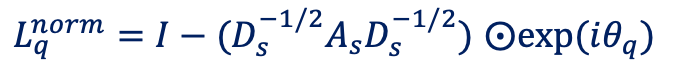 L_q^{norm} = I − (D_s^{−1/2} A_s D_s^{−1/2}) ⊙exp(iθ_q)